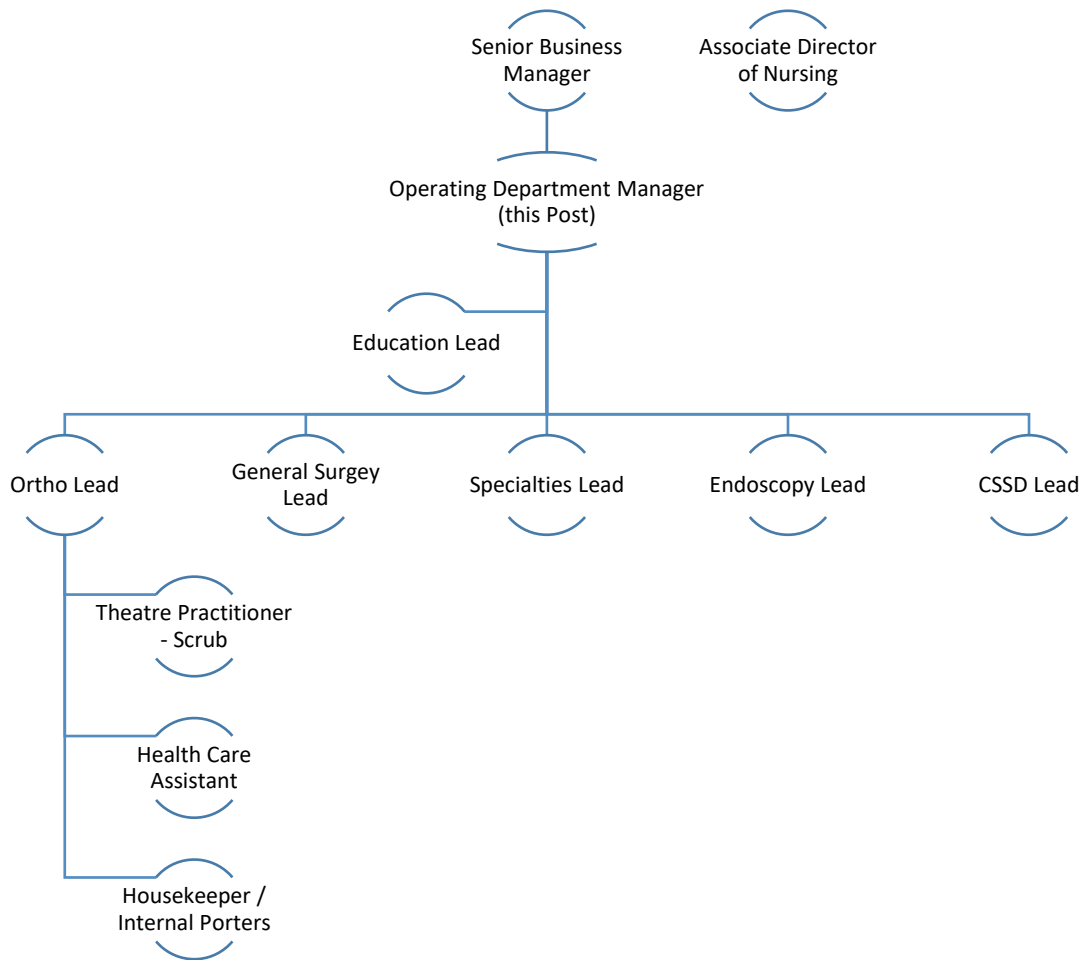 Senior Business
Manager
Associate Director
of Nursing
Operating Department Manager
(this Post)
Education Lead
Ortho Lead
General Surgey
Lead
Specialties Lead
Endoscopy Lead
CSSD Lead
Theatre Practitioner
- Scrub
Health Care
Assistant
Housekeeper /
Internal Porters